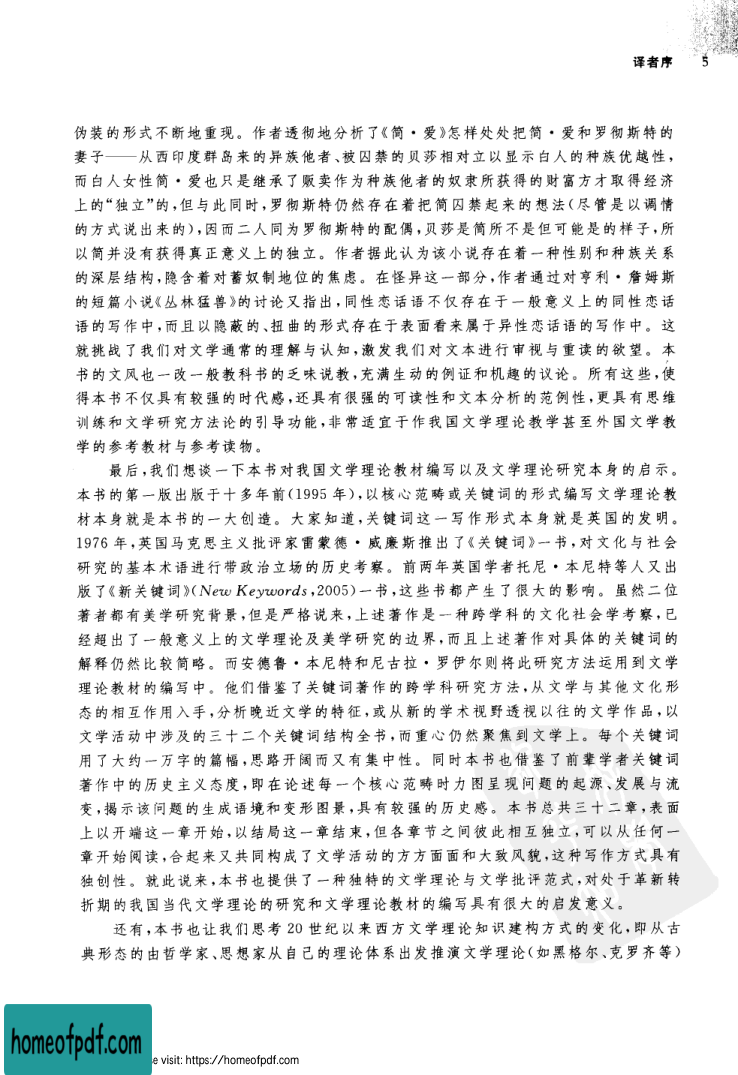 译者序 5
伪装的形式不断地重现。作者透彻地分析了《简·爱》怎样处处把简·爱和罗彻斯特的
妻子——从西印度群岛来的异族他者、被囚禁的贝莎相对立以显示白人的种族优越性，
而白人女性简·爱也只是继承了贩卖作为种族他者的奴隶所获得的财富方才取得经济
上的“独立”的，但与此同时，罗彻斯特仍然存在着把简囚禁起来的想法（尽管是以调情
的方式说出来的），因而二人同为罗彻斯特的配偶，贝莎是简所不是但可能是的样子，所
以简并没有获得真正意义上的独立。作者据此认为该小说存在着一种性别和种族关系
的深层结构，隐含着对蓄奴制地位的焦虑。在怪异这一部分，作者通过对亨利·詹姆斯
的短篇小说《丛林猛兽》的讨论又指出，同性恋话语不仅存在于一般意义上的同性恋话
语的写作中，而且以隐蔽的、扭曲的形式存在于表面看来属于异性恋话语的写作中。这
就挑战了我们对文学通常的理解与认知，激发我们对文本进行审视与重读的欲望。本
书的文风也一改一般教科书的乏味说教，充满生动的例证和机趣的议论。所有这些，使
得本书不仅具有较强的时代感，还具有很强的可读性和文本分析的范例性，更具有思维
训练和文学研究方法论的引导功能，非常适宜于作我国文学理论教学甚至外国文学教
学的参考教材与参考读物。
最后，我们想谈一下本书对我国文学理论教材编写以及文学理论研究本身的启示。
本书的第一版出版于十多年前（1995 年），以核心范畴或关键词的形式编写文学理论教
材本身就是本书的一大创造。大家知道，关键词这一写作形式本身就是英国的发明。
1976 年，英国马克思主义批评家雷蒙德·威廉斯推出了《关键词》一书，对文化与社会
研究的基本术语进行带政治立场的历史考察。前两年英国学者托尼·本尼特等人又出
版了《新关键词》（New Keywords，2005）一书，这些书都产生了很大的影响。虽然二位
著者都有美学研究背景，但是严格说来，上述著作是一种跨学科的文化社会学考察，已
经超出了一般意义上的文学理论及美学研究的边界，而且上述著作对具体的关键词的
解释仍然比较简略。而安德鲁·本尼特和尼古拉·罗伊尔则将此研究方法运用到文学
理论教材的编写中。他们借鉴了关键词著作的跨学科研究方法，从文学与其他文化形
态的相互作用入手，分析晚近文学的特征，或从新的学术视野透视以往的文学作品，以
文学活动中涉及的三十二个关键词结构全书，而重心仍然聚焦到文学上。每个关键词
用了大约一万字的篇幅，思路开阔而又有集中性。同时本书也借鉴了前辈学者关键词
著作中的历史主义态度，即在论述每一个核心范畴时力图呈现问题的起源、发展与流
变，揭示该问题的生成语境和变形图景，具有较强的历史感。本书总共三十二章，表面
上以开端这一章开始，以结局这一章结束，但各章节之间彼此相互独立，可以从任何一
章开始阅读，合起来又共同构成了文学活动的方方面面和大致风貌，这种写作方式具有
独创性。就此说来，本书也提供了一种独特的文学理论与文学批评范式，对处于革新转
折期的我国当代文学理论的研究和文学理论教材的编写具有很大的启发意义。
还有，本书也让我们思考 20 世纪以来西方文学理论知识建构方式的变化，即从古
典形态的由哲学家、思想家从自己的理论体系出发推演文学理论（如黑格尔、克罗齐等）
homeofpdf.com
e visit: https://homeofpdf.com